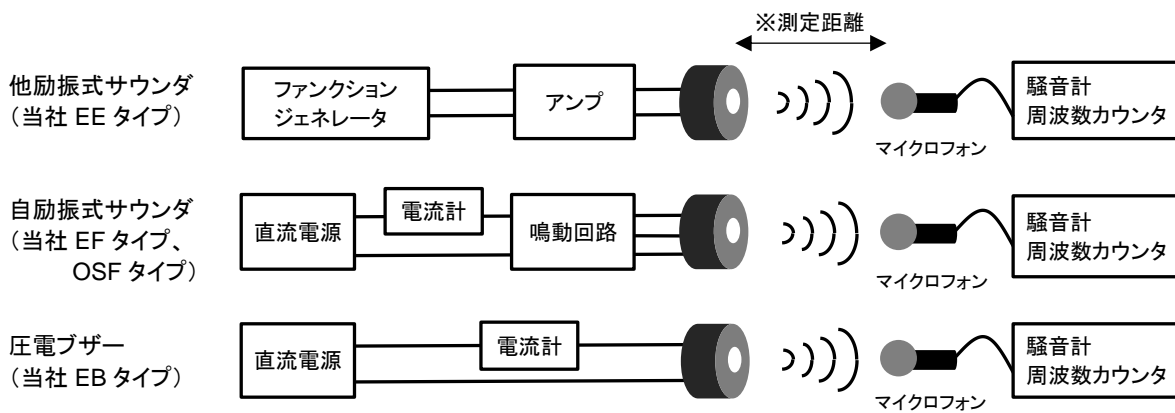 ※測定距離
他励振式サウンダ
（当社 EE タイプ）
ファンクション
ジェネレータ
アンプ
マイクロフォン
騒音計
周波数カウンタ
自励振式サウンダ
（当社 EF タイプ、
OSF タイプ）
直流電源
電流計
鳴動回路
マイクロフォン
騒音計
周波数カウンタ
圧電ブザー
（当社 EB タイプ）
直流電源
電流計
マイクロフォン
騒音計
周波数カウンタ